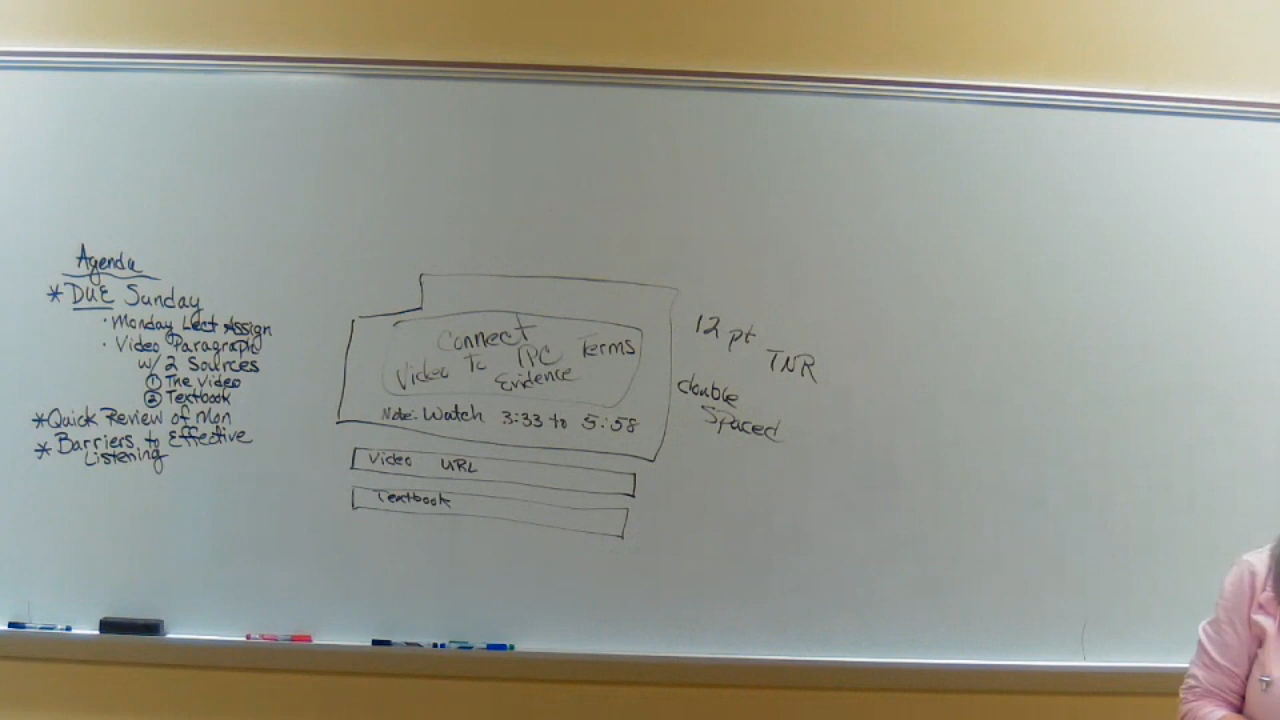 Agenda
* DUE Sunday
· Monday Lect Assign
· Video Paragraph
w/ 2 Sources
① The Video
② Textbook
* Quick Review of Mon
* Barriers to Effective
Listening
Connect
Video To IPC Terms
Evidence
Note: Watch 3:33 to 5:58
Video URL
Textbook
12 pt
TNR
double
Spaced